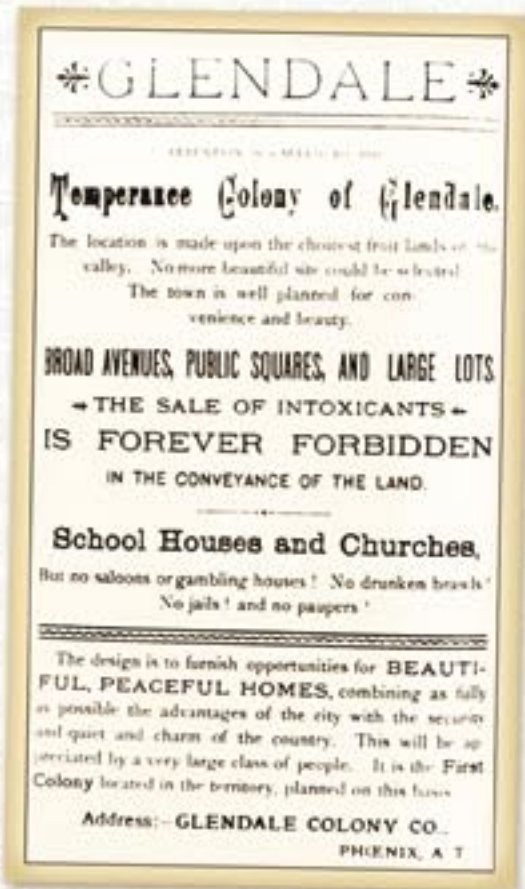 GLENDALE
Temperance Colony of Glendale.
The location is made upon the choicest fruit lands of the
valley. No more beautiful site could be selected
The town is well planned for con-
venience and beauty.
BROAD AVENUES, PUBLIC SQUARES, AND LARGE LOTS
THE SALE OF INTOXICANTS
IS FOREVER FORBIDDEN
IN THE CONVEYANCE OF THE LAND.
School Houses and Churches,
But no saloons or gambling houses! No drunken brawls!
No jails! and no paupers!
The design is to furnish opportunities for BEAUTI-
FUL, PEACEFUL HOMES, combining as fully
as possible the advantages of the city with the security
and quiet and charm of the country. This will be ap-
preciated by a very large class of people. It is the First
Colony located in the territory, planned on this basis
Address:—GLENDALE COLONY CO..
PHŒNIX, A T